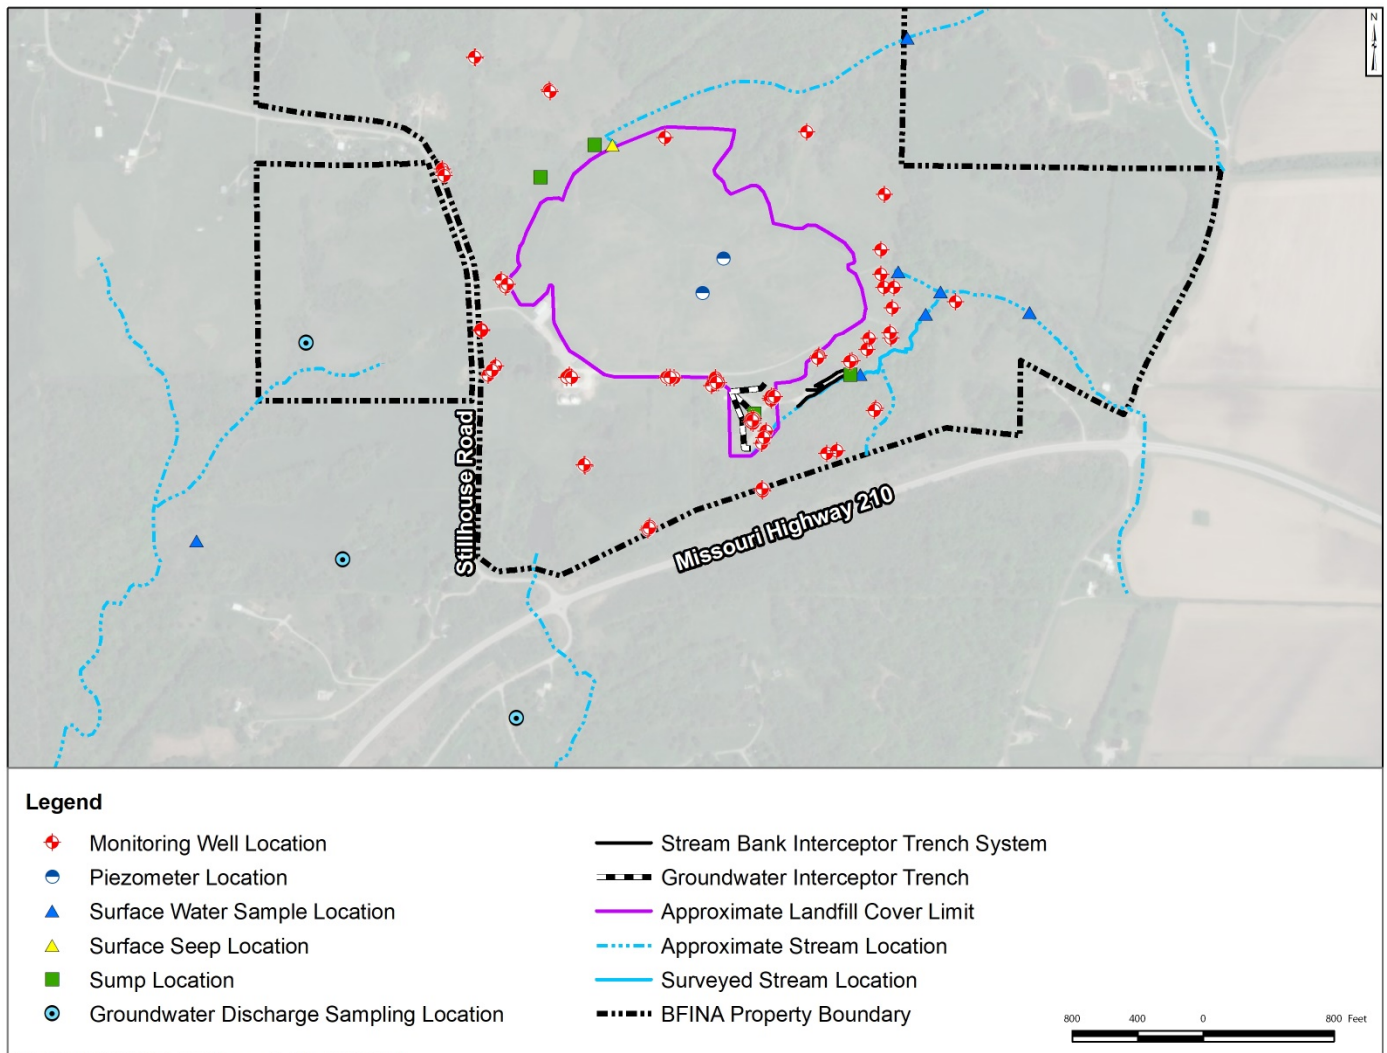 N
Stillhouse Road
Missouri Highway 210
Legend
Monitoring Well Location
Piezometer Location
Surface Water Sample Location
Surface Seep Location
Sump Location
Groundwater Discharge Sampling Location
Stream Bank Interceptor Trench System
Groundwater Interceptor Trench
Approximate Landfill Cover Limit
Approximate Stream Location
Surveyed Stream Location
BFINA Property Boundary
800 400 0 800 Feet